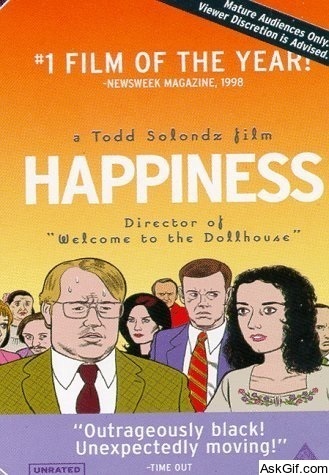 Mature Audiences Only.
Viewer Discretion is Advised.
#1 FILM OF THE YEAR!
-NEWSWEEK MAGAZINE, 1998
a Todd Solondz film
HAPPINESS
Director of
"Welcome to the Dollhouse"
"Outrageously black!
Unexpectedly moving!"
-TIME OUT
UNRATED
AskGif.com